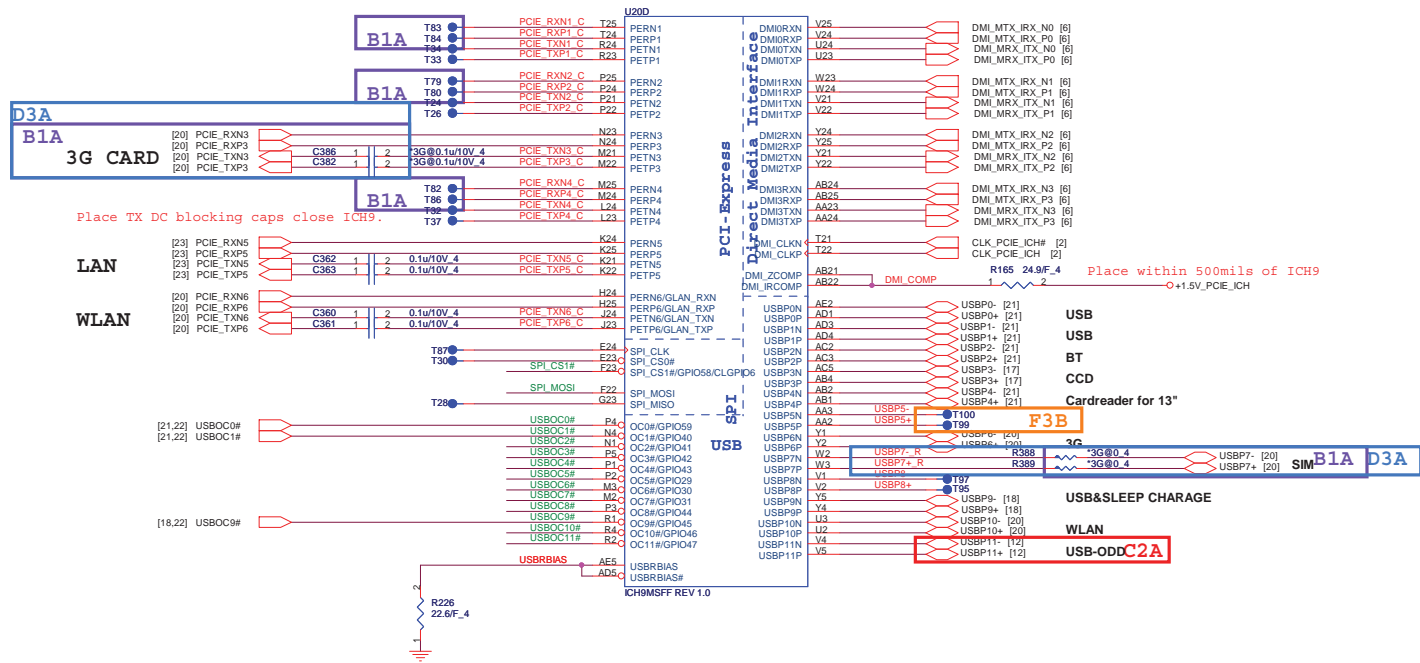 U20D
T83 PCIE_RXN1_C T25 PERN1 DMI0RXN V25 DMI_MTX_IRX_N0 [6]
T84 PCIE_RXP1_C T24 PERP1 DMI0RXP V24 DMI_MTX_IRX_P0 [6]
B1A
T34 PCIE_TXN1_C R24 PETN1 DMI0TXN U24 DMI_MRX_ITX_N0 [6]
T33 PCIE_TXP1_C R23 PETP1 DMI0TXP U23 DMI_MRX_ITX_P0 [6]
T79 PCIE_RXN2_C P25 PERN2 DMI1RXN W23 DMI_MTX_IRX_N1 [6]
T80 PCIE_RXP2_C P24 PERP2 DMI1RXP W24 DMI_MTX_IRX_P1 [6]
B1A
T24 PCIE_TXN2_C P21 PETN2 DMI1TXN V21 DMI_MRX_ITX_N1 [6]
T26 PCIE_TXP2_C P22 PETP2 DMI1TXP V22 DMI_MRX_ITX_P1 [6]
D3A
B1A
3G CARD
[20] PCIE_RXN3 N23 PERN3 DMI2RXN Y24 DMI_MTX_IRX_N2 [6]
[20] PCIE_RXP3 N24 PERP3 DMI2RXP Y25 DMI_MTX_IRX_P2 [6]
[20] PCIE_TXN3 C386 1 2 *3G@0.1u/10V_4 PCIE_TXN3_C M21 PETN3 DMI2TXN Y21 DMI_MRX_ITX_N2 [6]
[20] PCIE_TXP3 C382 1 2 *3G@0.1u/10V_4 PCIE_TXP3_C M22 PETP3 DMI2TXP Y22 DMI_MRX_ITX_P2 [6]
T82 PCIE_RXN4_C M25 PERN4 DMI3RXN AB24 DMI_MTX_IRX_N3 [6]
T86 PCIE_RXP4_C M24 PERP4 DMI3RXP AB25 DMI_MTX_IRX_P3 [6]
B1A
T32 PCIE_TXN4_C L24 PETN4 DMI3TXN AA23 DMI_MRX_ITX_N3 [6]
T37 PCIE_TXP4_C L23 PETP4 DMI3TXP AA24 DMI_MRX_ITX_P3 [6]
Place TX DC blocking caps close ICH9.
PCI-Express
Direct Media Interface
LAN
[23] PCIE_RXN5 K24 PERN5 DMI_CLKN T21 CLK_PCIE_ICH# [2]
[23] PCIE_RXP5 K25 PERP5 DMI_CLKP T22 CLK_PCIE_ICH [2]
[23] PCIE_TXN5 C362 1 2 0.1u/10V_4 PCIE_TXN5_C K21 PETN5
[23] PCIE_TXP5 C363 1 2 0.1u/10V_4 PCIE_TXP5_C K22 PETP5
DMI_ZCOMP AB21
DMI_IRCOMP AB22 DMI_COMP R165 24.9/F_4 1 2 +1.5V_PCIE_ICH
Place within 500mils of ICH9
WLAN
[20] PCIE_RXN6 H24 PERN6/GLAN_RXN
[20] PCIE_RXP6 H25 PERP6/GLAN_RXP
[20] PCIE_TXN6 C360 1 2 0.1u/10V_4 PCIE_TXN6_C J24 PETN6/GLAN_TXN
[20] PCIE_TXP6 C361 1 2 0.1u/10V_4 PCIE_TXP6_C J23 PETP6/GLAN_TXP
USBP0N AE2 USBP0- [21]
USBP0P AD1 USBP0+ [21] USB
USBP1N AD3 USBP1- [21]
USBP1P AD4 USBP1+ [21] USB
USBP2N AC2 USBP2- [21]
USBP2P AC3 USBP2+ [21] BT
USBP3N AC5 USBP3- [17]
USBP3P AB4 USBP3+ [17] CCD
USBP4N AB2 USBP4- [21]
USBP4P AB1 USBP4+ [21] Cardreader for 13"
T87 E24 SPI_CLK
T30 E23 SPI_CS0#
SPI_CS1# F23 SPI_CS1#/GPIO58/CLGPIO6
SPI_MOSI F22 SPI_MOSI
T28 G23 SPI_MISO
SPI
USB
USBP5N AA3 USBP5- T100
USBP5P AA2 USBP5+ T99
F3B
USBP6N Y1 USBP6- [20]
USBP6P Y2 USBP6+ [20] 3G
USBP7N W2 USBP7-_R R388 *3G@0_4 USBP7- [20]
USBP7P W3 USBP7+_R R389 *3G@0_4 USBP7+ [20] SIM
B1A D3A
USBP8N V1 USBP8- T97
USBP8P V2 USBP8+ T95
USBP9N Y5 USBP9- [18]
USBP9P Y4 USBP9+ [18] USB&SLEEP CHARAGE
USBP10N U3 USBP10- [20]
USBP10P U2 USBP10+ [20] WLAN
USBP11N V4 USBP11- [12]
USBP11P V5 USBP11+ [12] USB-ODD C2A
[21,22] USBOC0# USBOC0# P4 OC0#/GPIO59
[21,22] USBOC1# USBOC1# N4 OC1#/GPIO40
USBOC2# N1 OC2#/GPIO41
USBOC3# P5 OC3#/GPIO42
USBOC4# P1 OC4#/GPIO43
USBOC5# P2 OC5#/GPIO29
USBOC6# M3 OC6#/GPIO30
USBOC7# M2 OC7#/GPIO31
USBOC8# P3 OC8#/GPIO44
[18,22] USBOC9# USBOC9# R1 OC9#/GPIO45
USBOC10# R4 OC10#/GPIO46
USBOC11# R2 OC11#/GPIO47
USBRBIAS AE5 USBRBIAS
AD5 USBRBIAS#
ICH9MSFF REV 1.0
2
R226
22.6/F_4
1